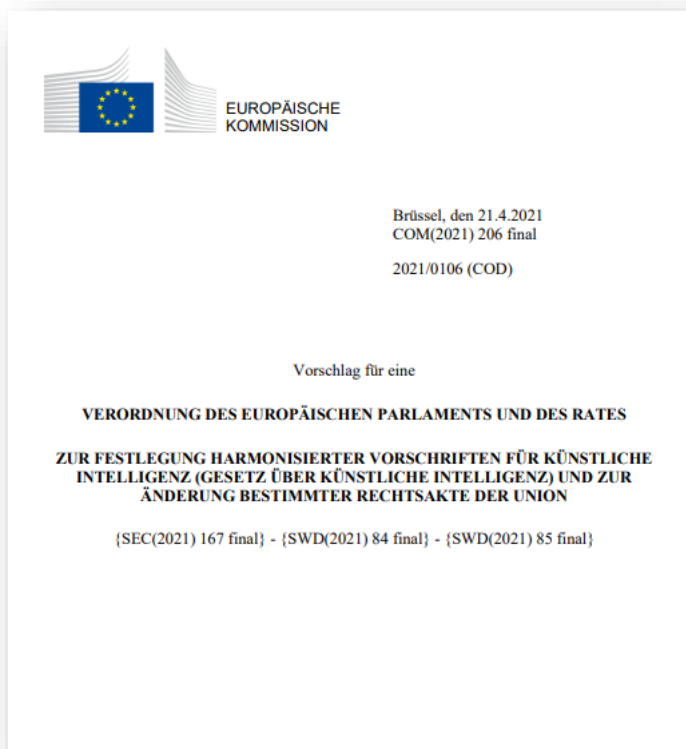 EUROPÄISCHE
KOMMISSION
Brüssel, den 21.4.2021
COM(2021) 206 final
2021/0106 (COD)
Vorschlag für eine
VERORDNUNG DES EUROPÄISCHEN PARLAMENTS UND DES RATES
ZUR FESTLEGUNG HARMONISIERTER VORSCHRIFTEN FÜR KÜNSTLICHE
INTELLIGENZ (GESETZ ÜBER KÜNSTLICHE INTELLIGENZ) UND ZUR
ÄNDERUNG BESTIMMTER RECHTSAKTE DER UNION
{SEC(2021) 167 final} - {SWD(2021) 84 final} - {SWD(2021) 85 final}